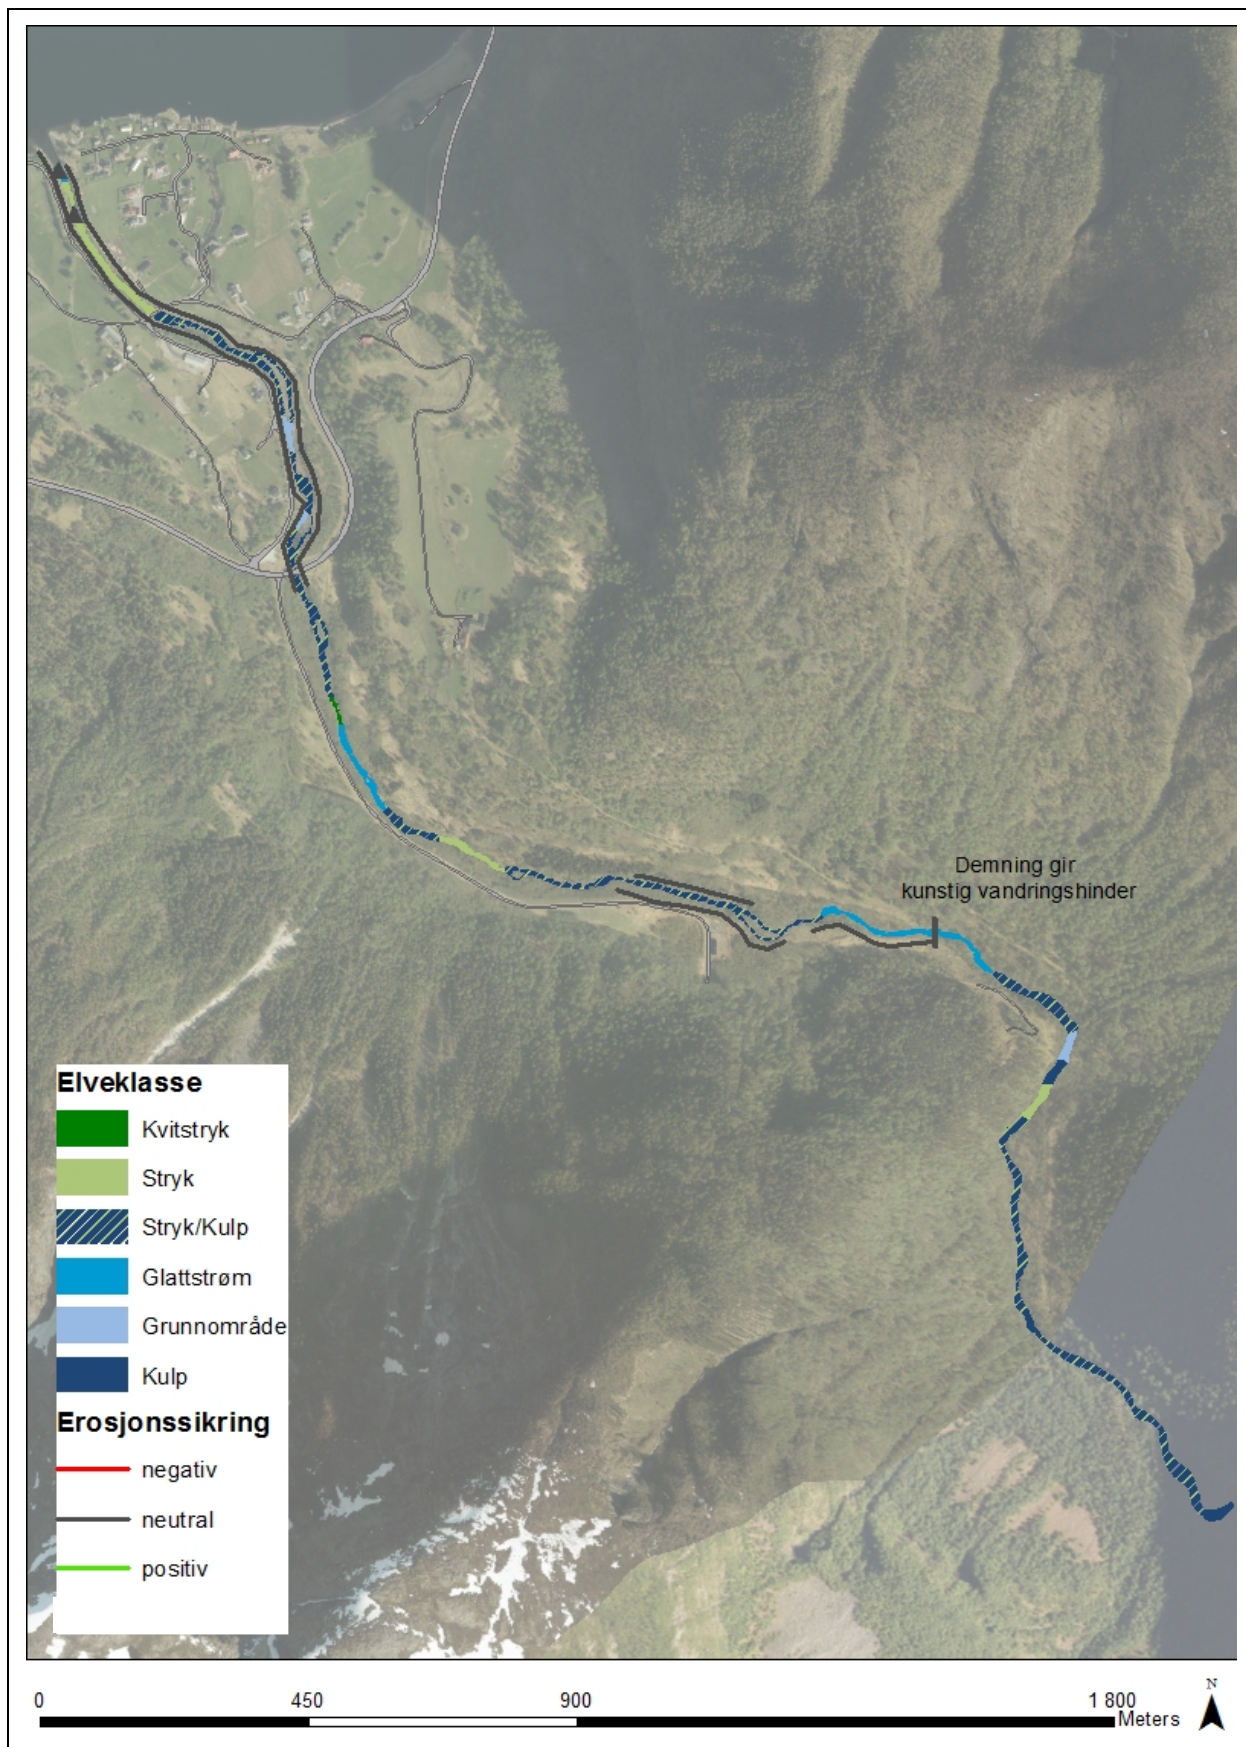 Demning gir
kunstig vandringshinder
Elveklasse
Kvitstryk
Stryk
Stryk/Kulp
Glattstrøm
Grunnområde
Kulp
Erosjonssikring
negativ
neutral
positiv
0 450 900 1 800
Meters
N